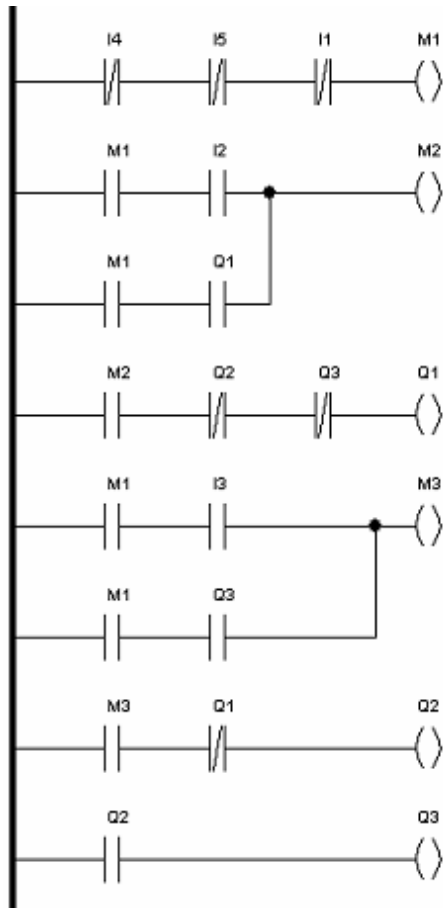 I4 I5 I1 M1
M1 I2 M2
M1 Q1
M2 Q2 Q3 Q1
M1 I3 M3
M1 Q3
M3 Q1 Q2
Q2 Q3